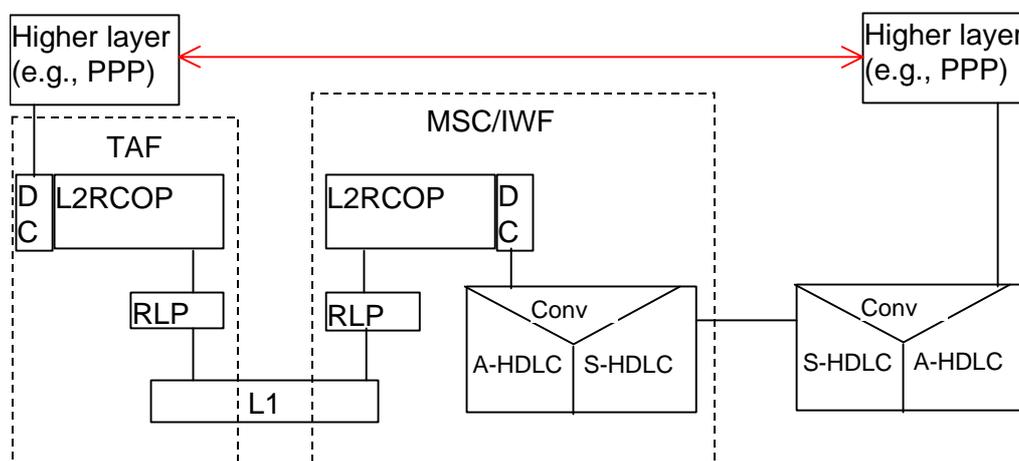 Higher layer
(e.g., PPP)
Higher layer
(e.g., PPP)
MSC/IWF
TAF
D
C
L2RCOP
L2RCOP
D
C
RLP
RLP
Conv
Conv
A-HDLC
S-HDLC
S-HDLC
A-HDLC
L1